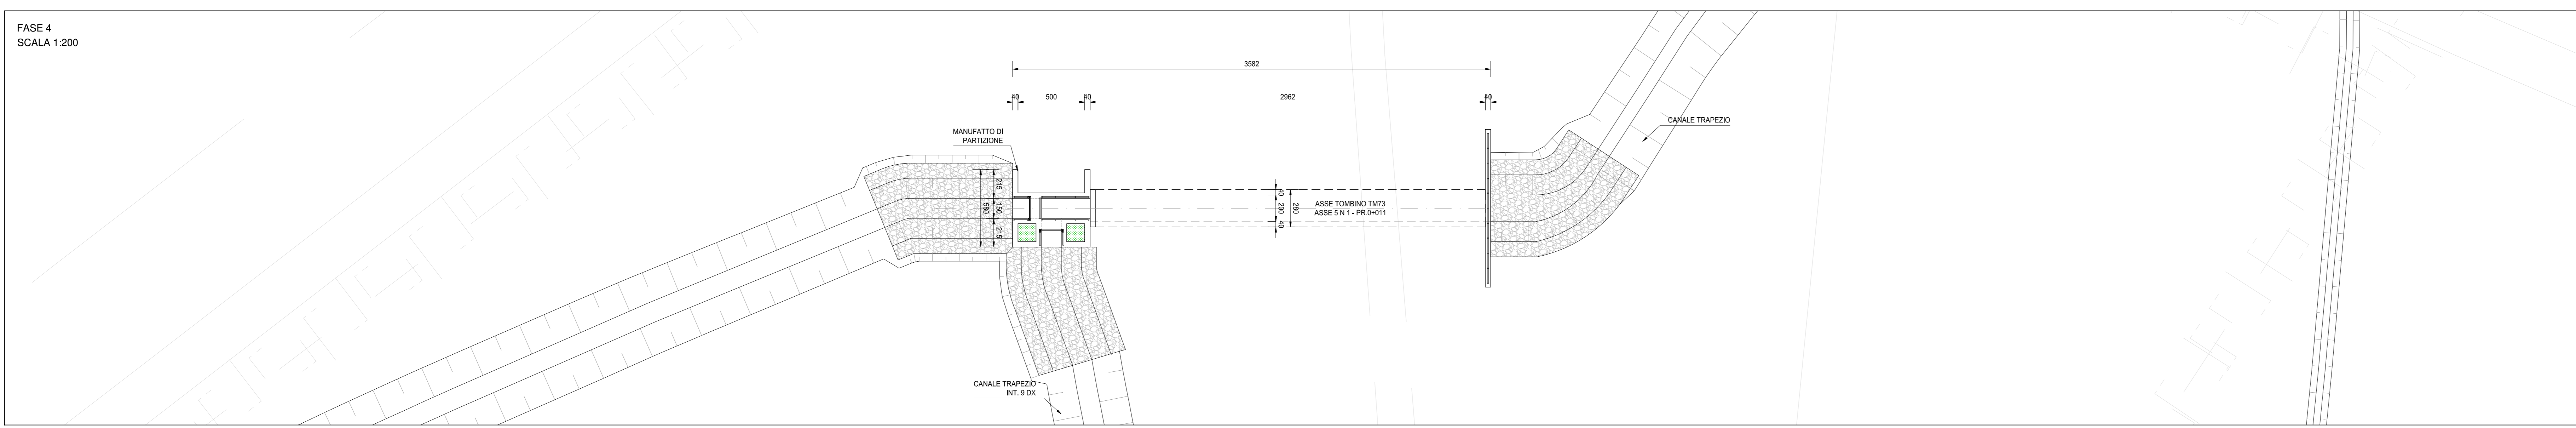 FASE 4
SCALA 1:200
3582
40
500
40
2962
40
MANUFATTO DI
PARTIZIONE
CANALE TRAPEZIO
215
580
150
215
40
200
280
40
ASSE TOMBINO TM73
ASSE 5 N 1 - PR.0+011
CANALE TRAPEZIO
INT. 9 DX